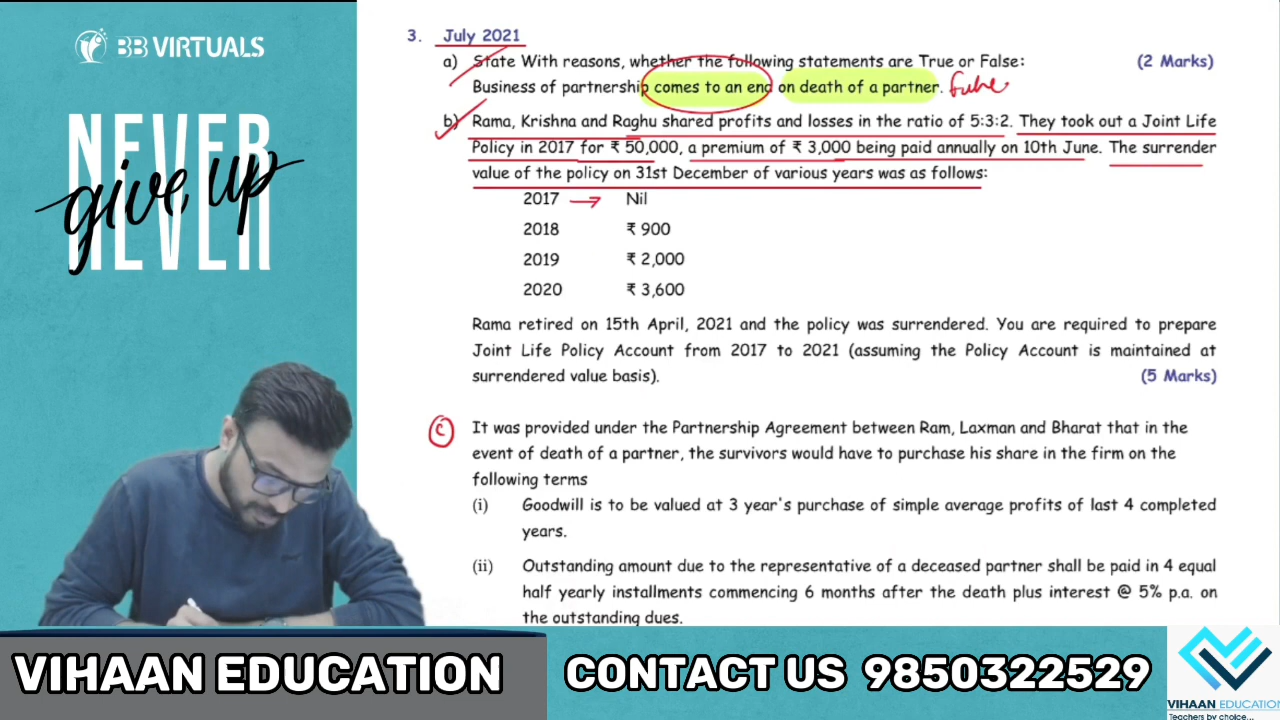 BB VIRTUALS
NEVER
give up
NEVER
3. July 2021
a) State With reasons, whether the following statements are True or False: (2 Marks)
Business of partnership comes to an end on death of a partner. False
b) Rama, Krishna and Raghu shared profits and losses in the ratio of 5:3:2. They took out a Joint Life
Policy in 2017 for ₹ 50,000, a premium of ₹ 3,000 being paid annually on 10th June. The surrender
value of the policy on 31st December of various years was as follows:
2017 → Nil
2018 ₹ 900
2019 ₹ 2,000
2020 ₹ 3,600
Rama retired on 15th April, 2021 and the policy was surrendered. You are required to prepare
Joint Life Policy Account from 2017 to 2021 (assuming the Policy Account is maintained at
surrendered value basis). (5 Marks)
C It was provided under the Partnership Agreement between Ram, Laxman and Bharat that in the
event of death of a partner, the survivors would have to purchase his share in the firm on the
following terms
(i) Goodwill is to be valued at 3 year's purchase of simple average profits of last 4 completed
years.
(ii) Outstanding amount due to the representative of a deceased partner shall be paid in 4 equal
half yearly installments commencing 6 months after the death plus interest @ 5% p.a. on
the outstanding dues.
VIHAAN EDUCATION
CONTACT US 9850322529
VIHAAN EDUCATION
Teachers by choice...